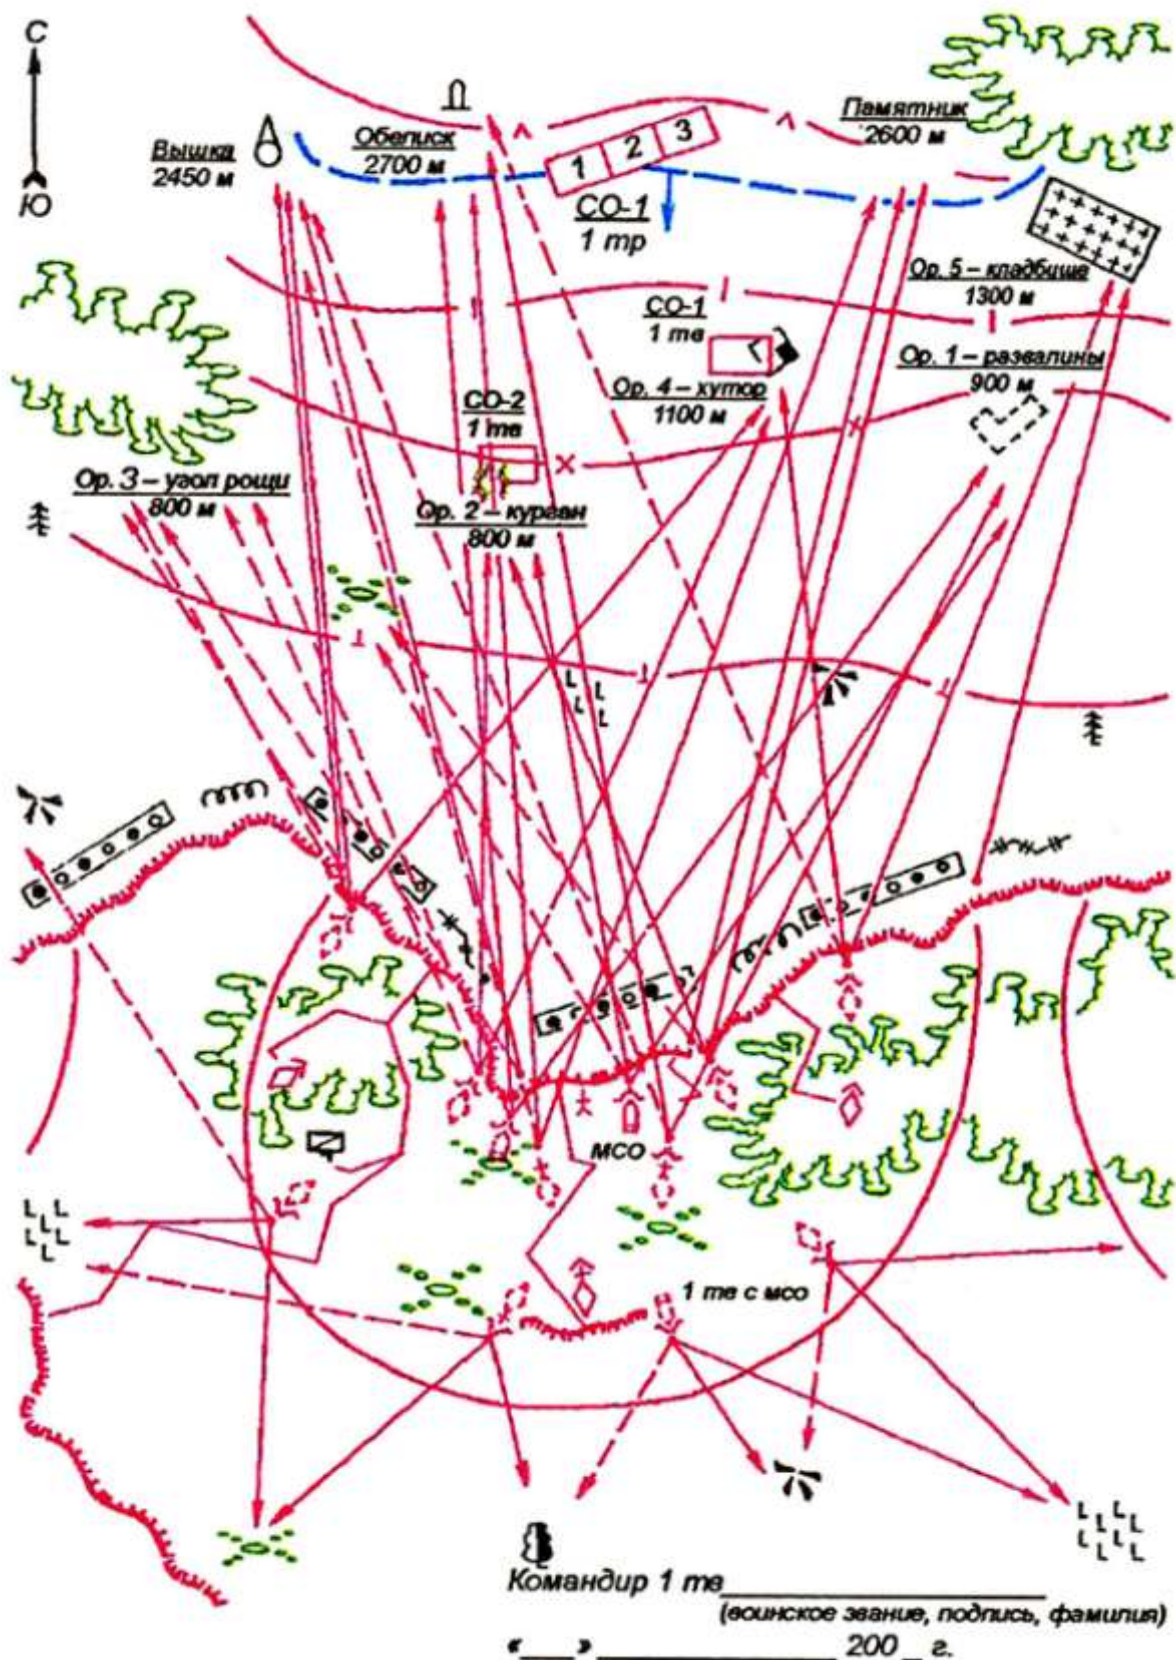 С
Ю
Вышка
2450 м
Обелиск
2700 м
1 2 3
СО-1
1 тр
Памятник
2600 м
Ор. 5 – кладбище
1300 м
СО-1
1 тв
Ор. 4 – хутор
1100 м
Ор. 1 – развалины
900 м
СО-2
1 тв
Ор. 3 – угол рощи
800 м
Ор. 2 – курган
800 м
МСО
1 тв с мсо
Командир 1 тв
(воинское звание, подпись, фамилия)
«___» ______________ 200 _ г.